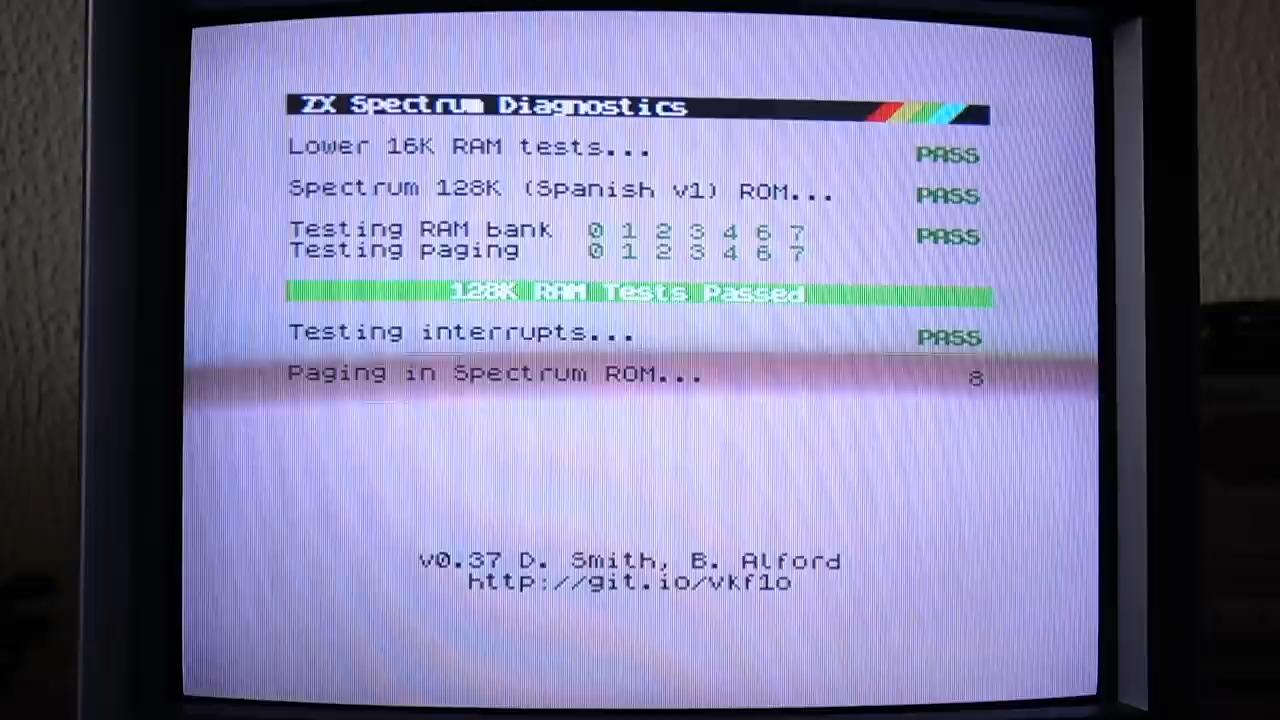 ZX Spectrum Diagnostics
Lower 16K RAM tests... PASS
Spectrum 128K (Spanish v1) ROM... PASS
Testing RAM bank 0 1 2 3 4 6 7 PASS
Testing paging 0 1 2 3 4 6 7
128K RAM Tests Passed
Testing interrupts... PASS
Paging in Spectrum ROM... 8
v0.37 D. Smith, B. Alford
http://git.io/vkf1o